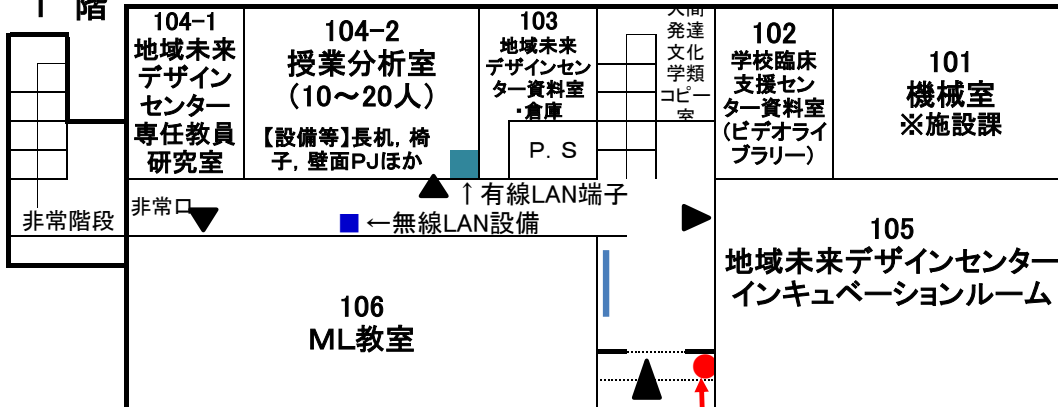 1 階
104-1
地域未来
デザイン
センター
専任教員
研究室
104-2
授業分析室
(10～20人)
【設備等】長机, 椅
子, 壁面PJほか
103
地域未来
デザインセン
ター資料室
・倉庫
P. S
人間
発達
文化
学類
コピー
室
102
学校臨床
支援セン
ター資料室
(ビデオライ
ブラリー)
101
機械室
※施設課
↑有線LAN端子
非常口
非常階段
←無線LAN設備
105
地域未来デザインセンター
インキュベーションルーム
106
ML教室